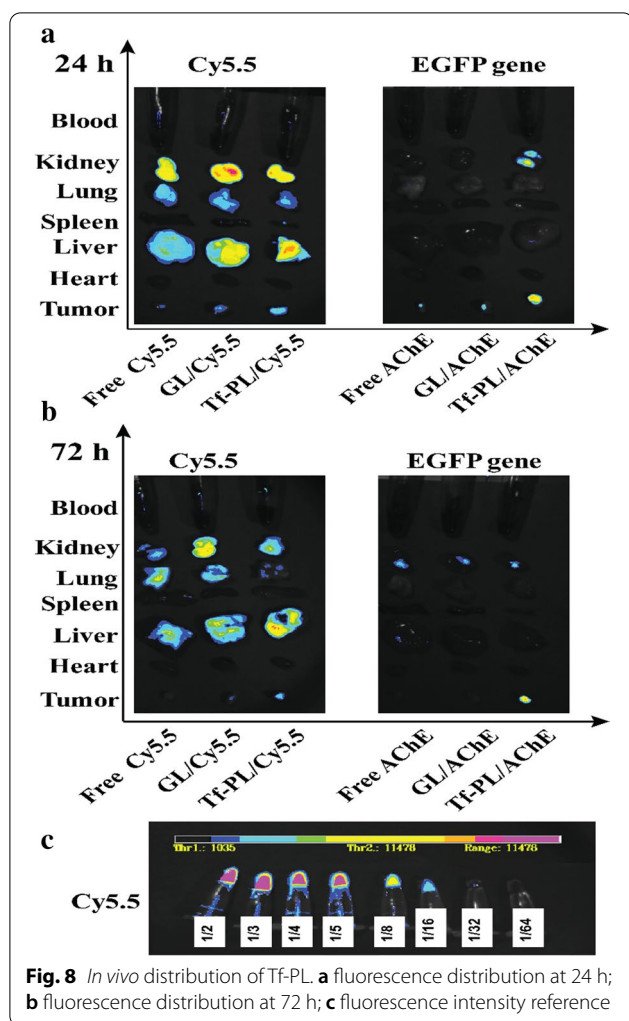 a
24 h
Cy5.5
EGFP gene
Blood
Kidney
Lung
Spleen
Liver
Heart
Tumor
Free Cy5.5
GL/Cy5.5
Tf-PL/Cy5.5
Free AChE
GL/AChE
Tf-PL/AChE
b
72 h
Cy5.5
EGFP gene
Blood
Kidney
Lung
Spleen
Liver
Heart
Tumor
Free Cy5.5
GL/Cy5.5
Tf-PL/Cy5.5
Free AChE
GL/AChE
Tf-PL/AChE
c
Thr1.: 1035 Thr2.: 11478 Range: 11478
Cy5.5
1/2 1/3 1/4 1/5 1/8 1/16 1/32 1/64
Fig. 8 In vivo distribution of Tf-PL. a fluorescence distribution at 24 h;
b fluorescence distribution at 72 h; c fluorescence intensity reference